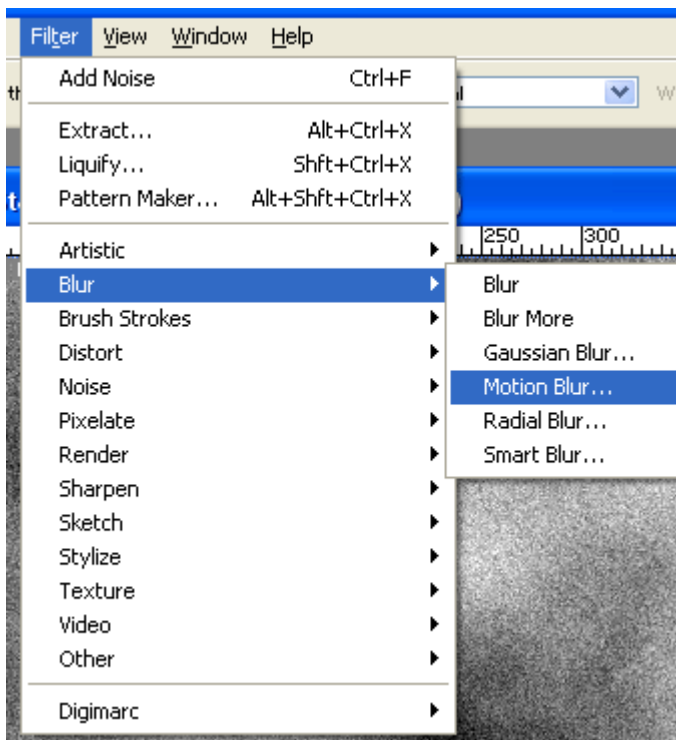 Filter View Window Help
Add Noise Ctrl+F
Extract... Alt+Ctrl+X
Liquify... Shft+Ctrl+X
Pattern Maker... Alt+Shft+Ctrl+X
250 300
Artistic
Blur
Brush Strokes
Distort
Noise
Pixelate
Render
Sharpen
Sketch
Stylize
Texture
Video
Other
Digimarc
Blur
Blur More
Gaussian Blur...
Motion Blur...
Radial Blur...
Smart Blur...